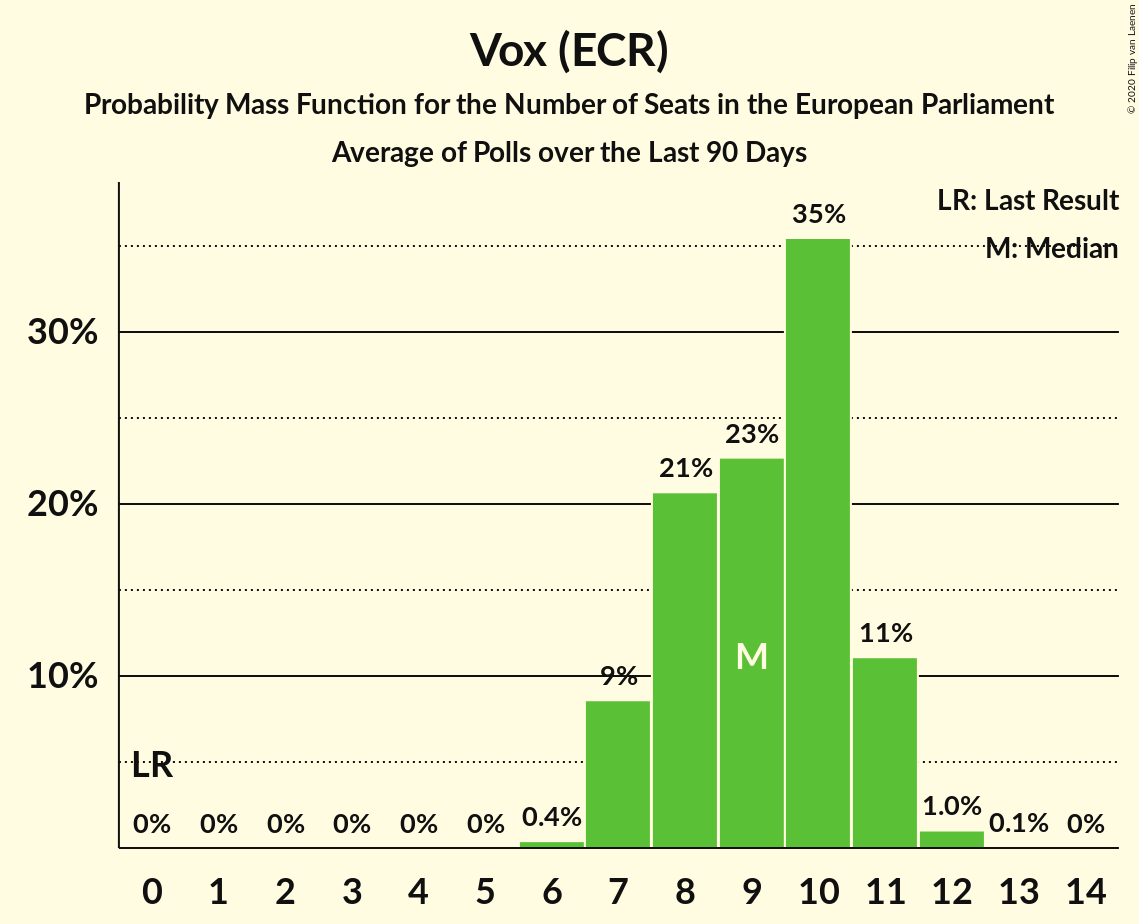 Vox (ECR)
Probability Mass Function for the Number of Seats in the European Parliament
Average of Polls over the Last 90 Days
© 2020 Filip van Laenen
LR: Last Result
M: Median
30%
20%
10%
LR
0%
0%
0%
0%
0%
0%
0.4%
9%
21%
23%
35%
11%
1.0%
0.1%
0%
M
0 1 2 3 4 5 6 7 8 9 10 11 12 13 14